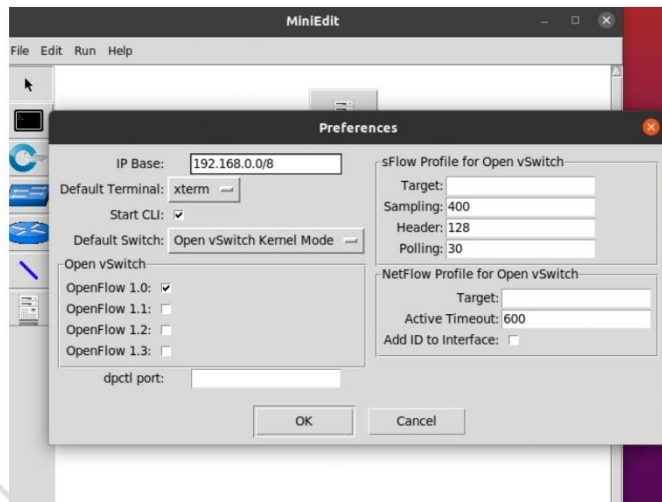 MiniEdit
File Edit Run Help
Preferences
IP Base: 192.168.0.0/8
Default Terminal: xterm
Start CLI:
Default Switch: Open vSwitch Kernel Mode
Open vSwitch
OpenFlow 1.0:
OpenFlow 1.1:
OpenFlow 1.2:
OpenFlow 1.3:
dpctl port:
sFlow Profile for Open vSwitch
Target:
Sampling: 400
Header: 128
Polling: 30
NetFlow Profile for Open vSwitch
Target:
Active Timeout: 600
Add ID to Interface:
OK Cancel